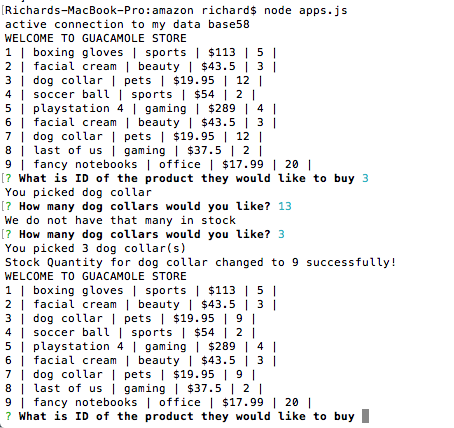 [Richards-MacBook-Pro:amazon richard$ node apps.js
active connection to my data base58
WELCOME TO GUACAMOLE STORE
1 | boxing gloves | sports | $113 | 5 |
2 | facial cream | beauty | $43.5 | 3 |
3 | dog collar | pets | $19.95 | 12 |
4 | soccer ball | sports | $54 | 2 |
5 | playstation 4 | gaming | $289 | 4 |
6 | facial cream | beauty | $43.5 | 3 |
7 | dog collar | pets | $19.95 | 12 |
8 | last of us | gaming | $37.5 | 2 |
9 | fancy notebooks | office | $17.99 | 20 |
[? What is ID of the product they would like to buy 3
You picked dog collar
[? How many dog collars would you like? 13
We do not have that many in stock
[? How many dog collars would you like? 3
You picked 3 dog collar(s)
Stock Quantity for dog collar changed to 9 successfully!
WELCOME TO GUACAMOLE STORE
1 | boxing gloves | sports | $113 | 5 |
2 | facial cream | beauty | $43.5 | 3 |
3 | dog collar | pets | $19.95 | 9 |
4 | soccer ball | sports | $54 | 2 |
5 | playstation 4 | gaming | $289 | 4 |
6 | facial cream | beauty | $43.5 | 3 |
7 | dog collar | pets | $19.95 | 9 |
8 | last of us | gaming | $37.5 | 2 |
9 | fancy notebooks | office | $17.99 | 20 |
? What is ID of the product they would like to buy